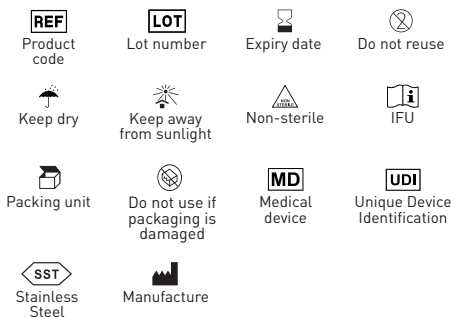 REF
Product
code
LOT
Lot number
Expiry date
Do not reuse
Keep dry
Keep away
from sunlight
NON
STERILE
Non-sterile
i
IFU
Packing unit
Do not use if
packaging is
damaged
MD
Medical
device
UDI
Unique Device
Identification
SST
Stainless
Steel
Manufacture